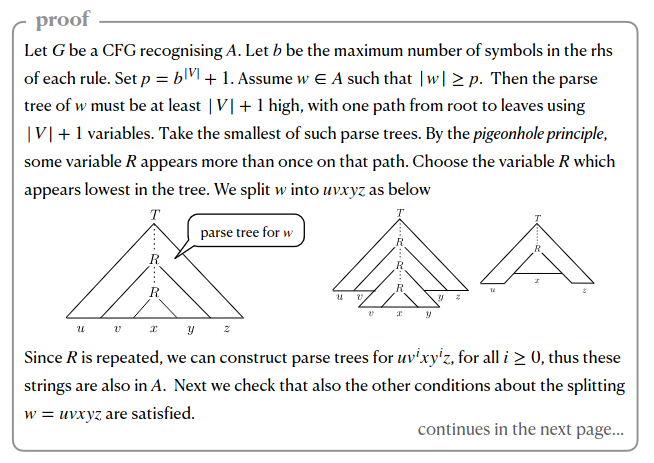 proof
Let G be a CFG recognising A. Let b be the maximum number of symbols in the rhs
of each rule. Set p = b^|V| + 1. Assume w ∈ A such that |w| ≥ p. Then the parse
tree of w must be at least |V| + 1 high, with one path from root to leaves using
|V| + 1 variables. Take the smallest of such parse trees. By the pigeonhole principle,
some variable R appears more than once on that path. Choose the variable R which
appears lowest in the tree. We split w into uvxyz as below
T
parse tree for w
R
R
u v x y z
T
R
R
R
u v y z
v x y
T
R
u x z
Since R is repeated, we can construct parse trees for uv^ixy^iz, for all i ≥ 0, thus these
strings are also in A. Next we check that also the other conditions about the splitting
w = uvxyz are satisfied.
continues in the next page...